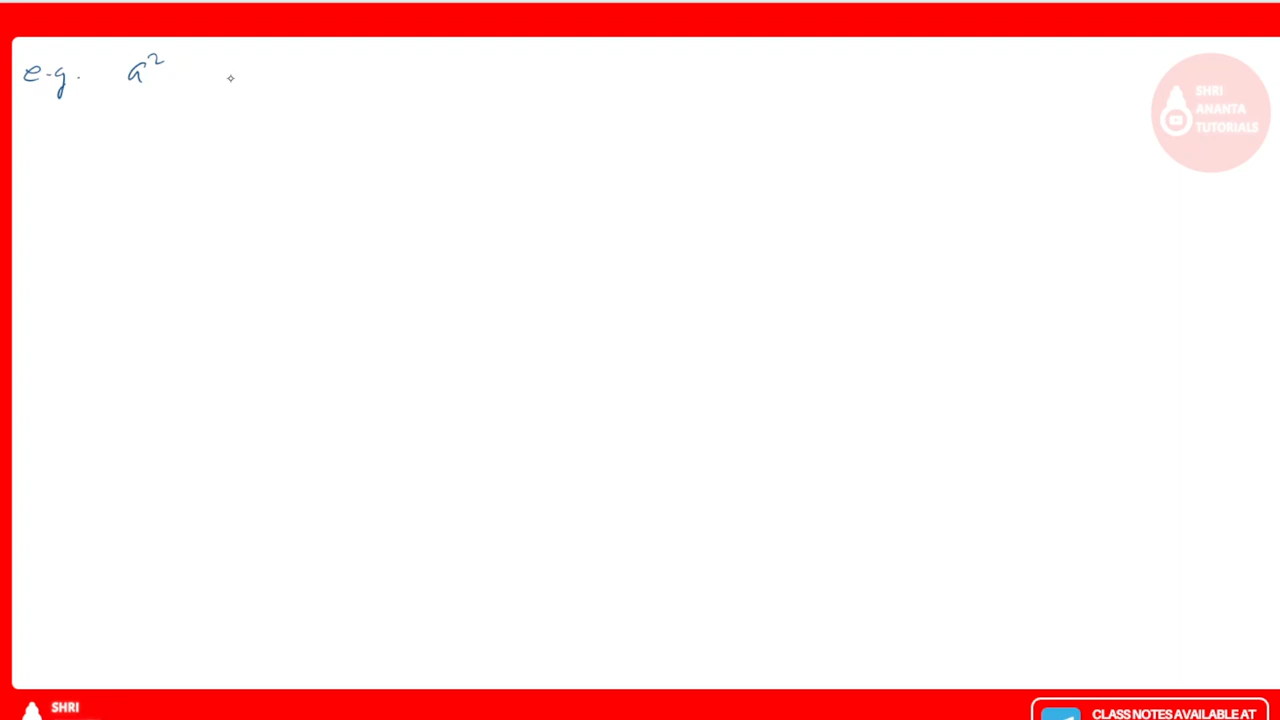 e.g. a²
SHRI
ANANTA
TUTORIALS
SHRI
CLASS NOTES AVAILABLE AT